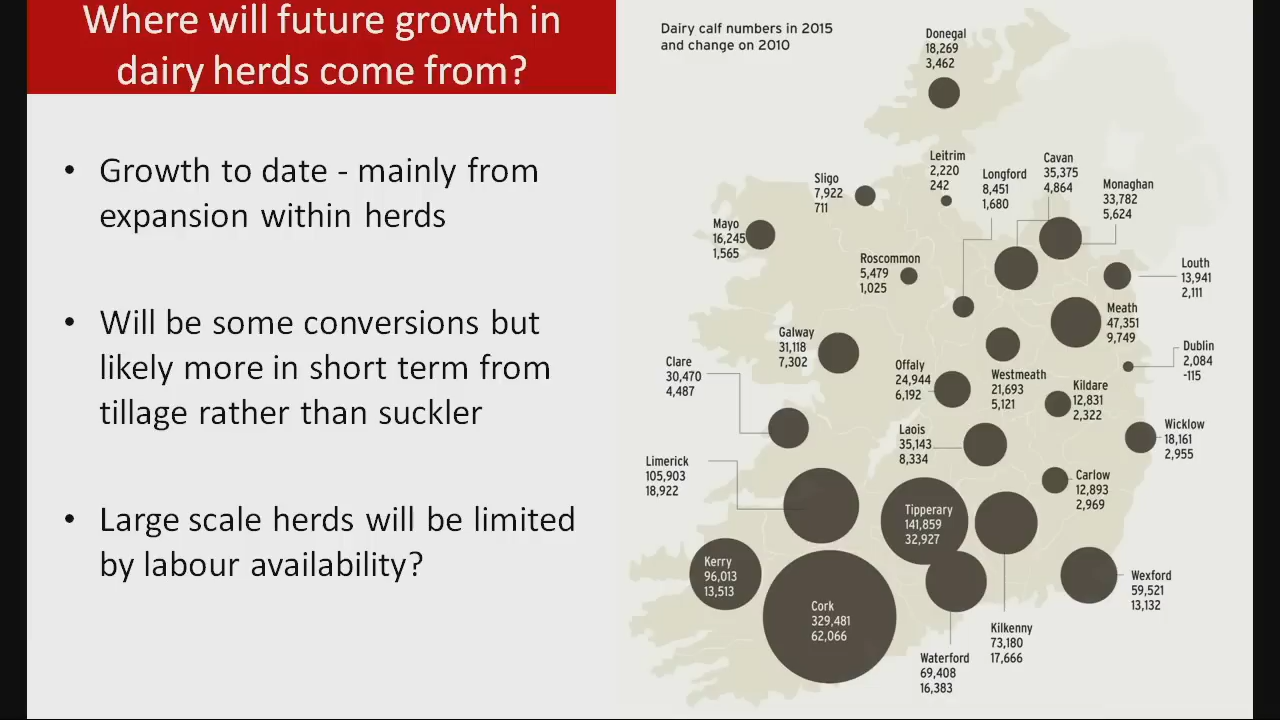 Where will future growth in
dairy herds come from?
• Growth to date - mainly from
expansion within herds
• Will be some conversions but
likely more in short term from
tillage rather than suckler
• Large scale herds will be limited
by labour availability?
Dairy calf numbers in 2015
and change on 2010
Donegal
18,269
3,462
Leitrim
2,220
242
Longford
8,451
1,680
Cavan
35,375
4,864
Monaghan
33,782
5,624
Sligo
7,922
711
Mayo
16,245
1,565
Roscommon
5,479
1,025
Louth
13,941
2,111
Meath
47,351
9,749
Galway
31,118
7,302
Dublin
2,084
-115
Clare
30,470
4,487
Offaly
24,944
6,192
Westmeath
21,693
5,121
Kildare
12,831
2,322
Laois
35,143
8,334
Wicklow
18,161
2,955
Limerick
105,903
18,922
Carlow
12,893
2,969
Tipperary
141,859
32,927
Kerry
96,013
13,513
Cork
329,481
62,066
Wexford
59,521
13,132
Kilkenny
73,180
17,666
Waterford
69,408
16,383